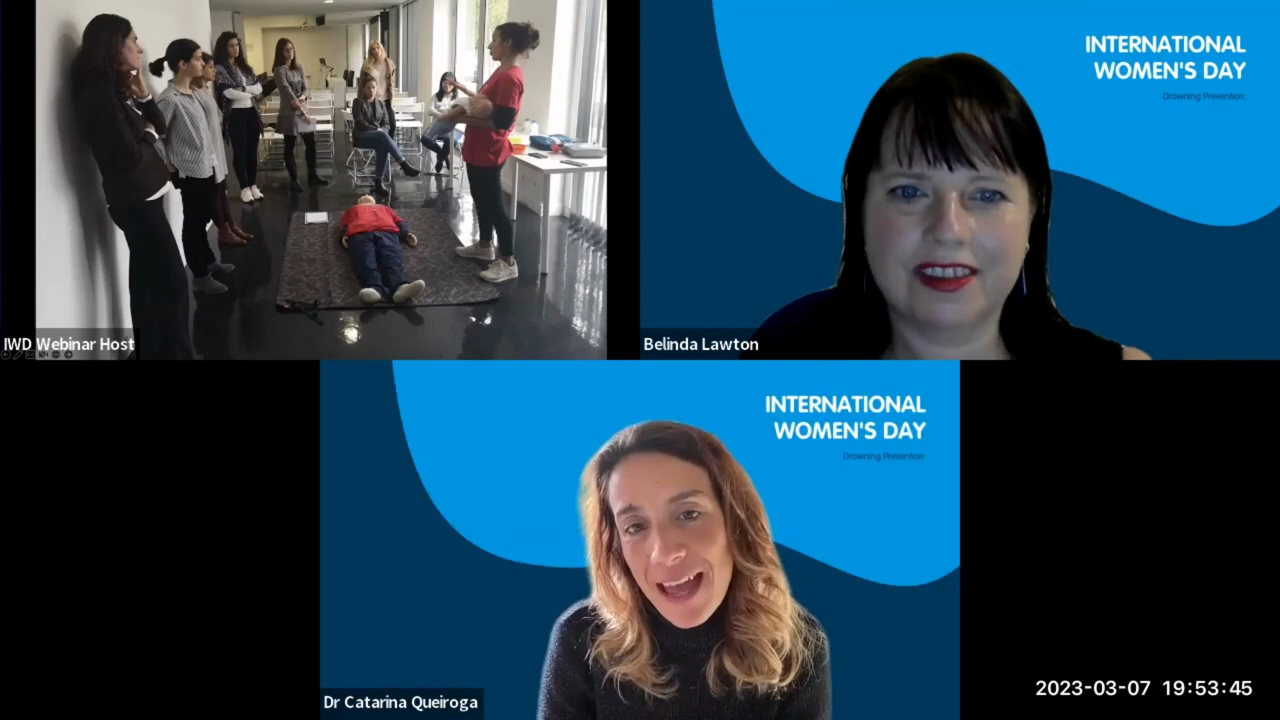 IWD Webinar Host
INTERNATIONAL
WOMEN'S DAY
Drowning Prevention
Belinda Lawton
INTERNATIONAL
WOMEN'S DAY
Drowning Prevention
Dr Catarina Queiroga
2023-03-07 19:53:45